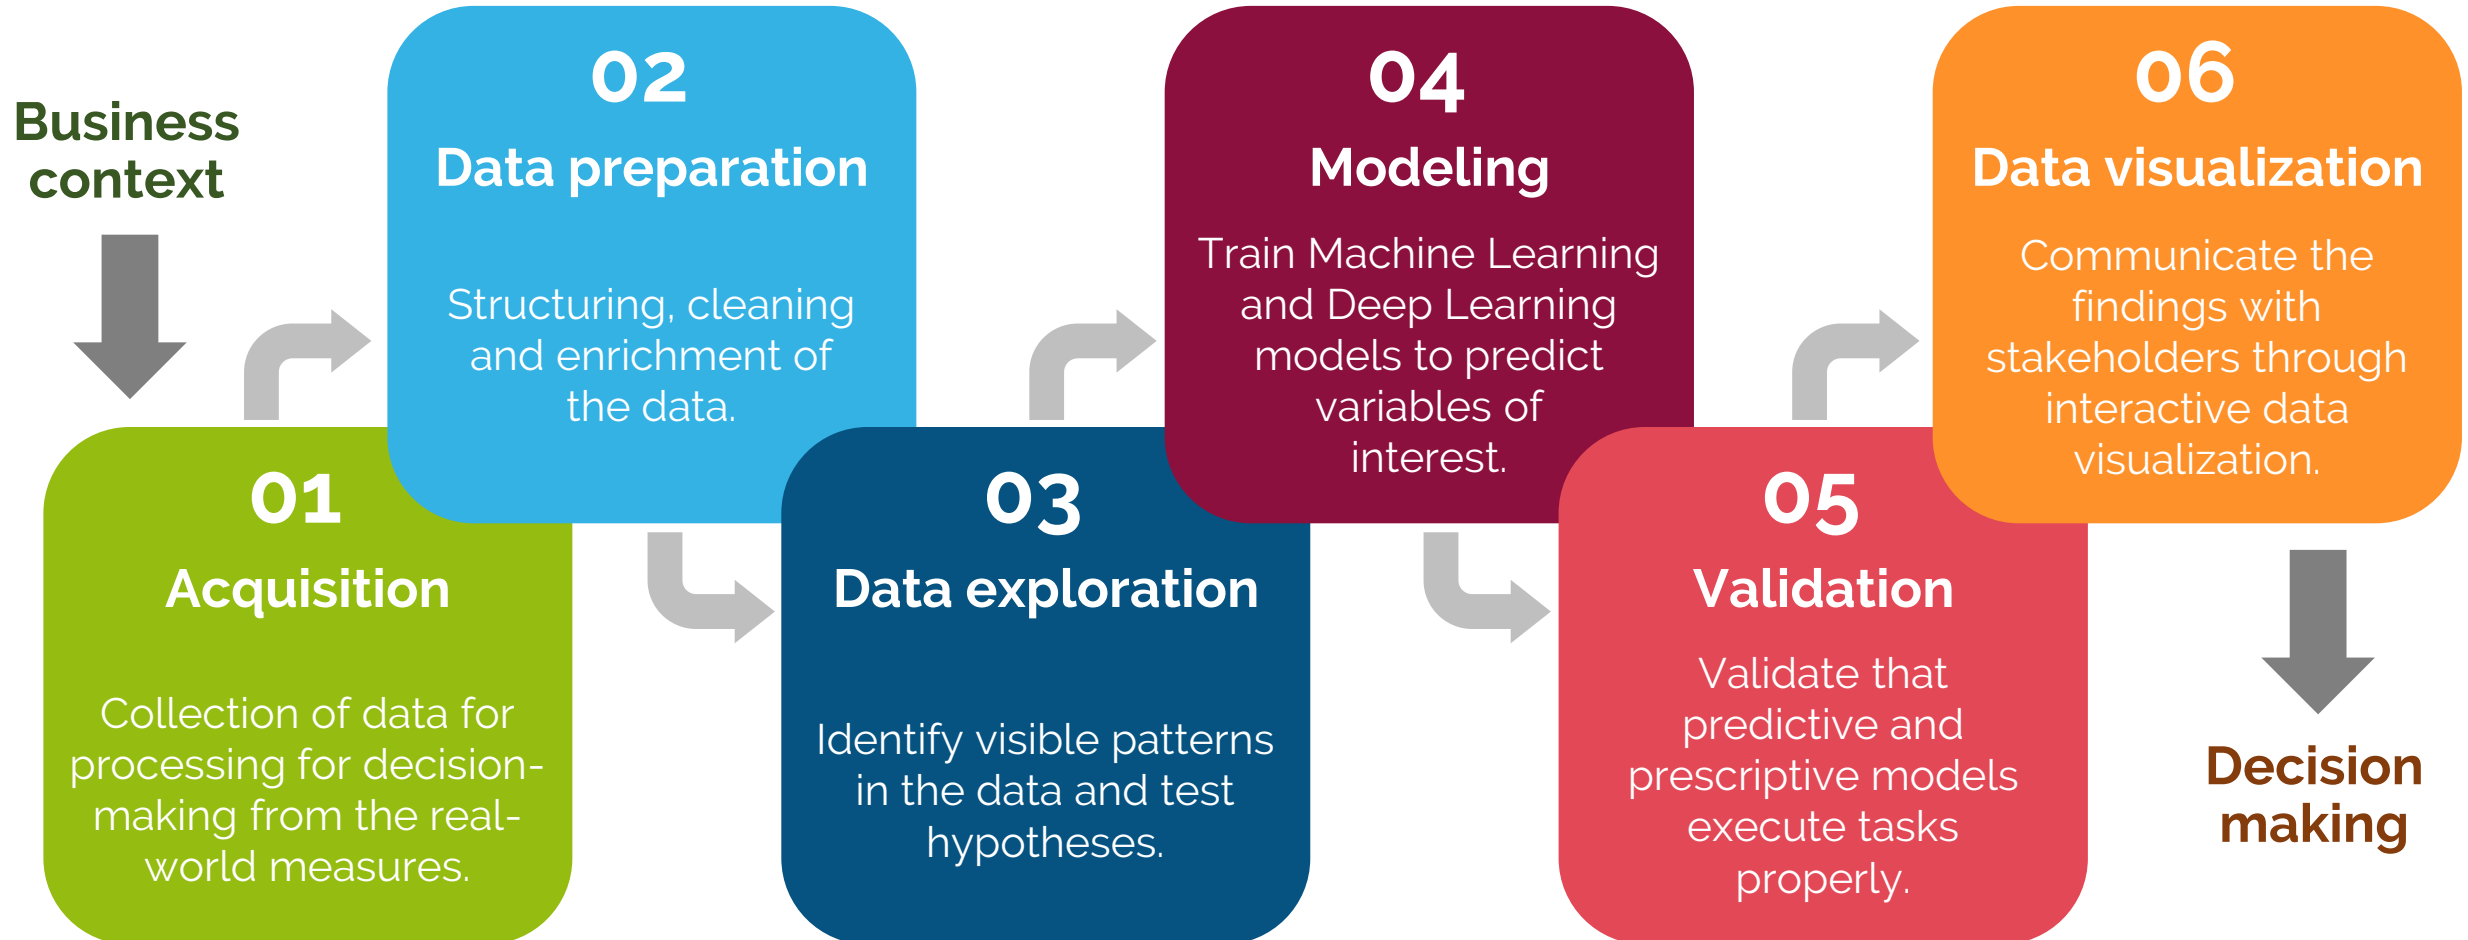 Business
context
01
Acquisition
Collection of data for
processing for decision-
making from the real-
world measures.
02
Data preparation
Structuring, cleaning
and enrichment of
the data.
03
Data exploration
Identify visible patterns
in the data and test
hypotheses.
04
Modeling
Train Machine Learning
and Deep Learning
models to predict
variables of
interest.
05
Validation
Validate that
predictive and
prescriptive models
execute tasks
properly.
06
Data visualization
Communicate the
findings with
stakeholders through
interactive data
visualization.
Decision
making